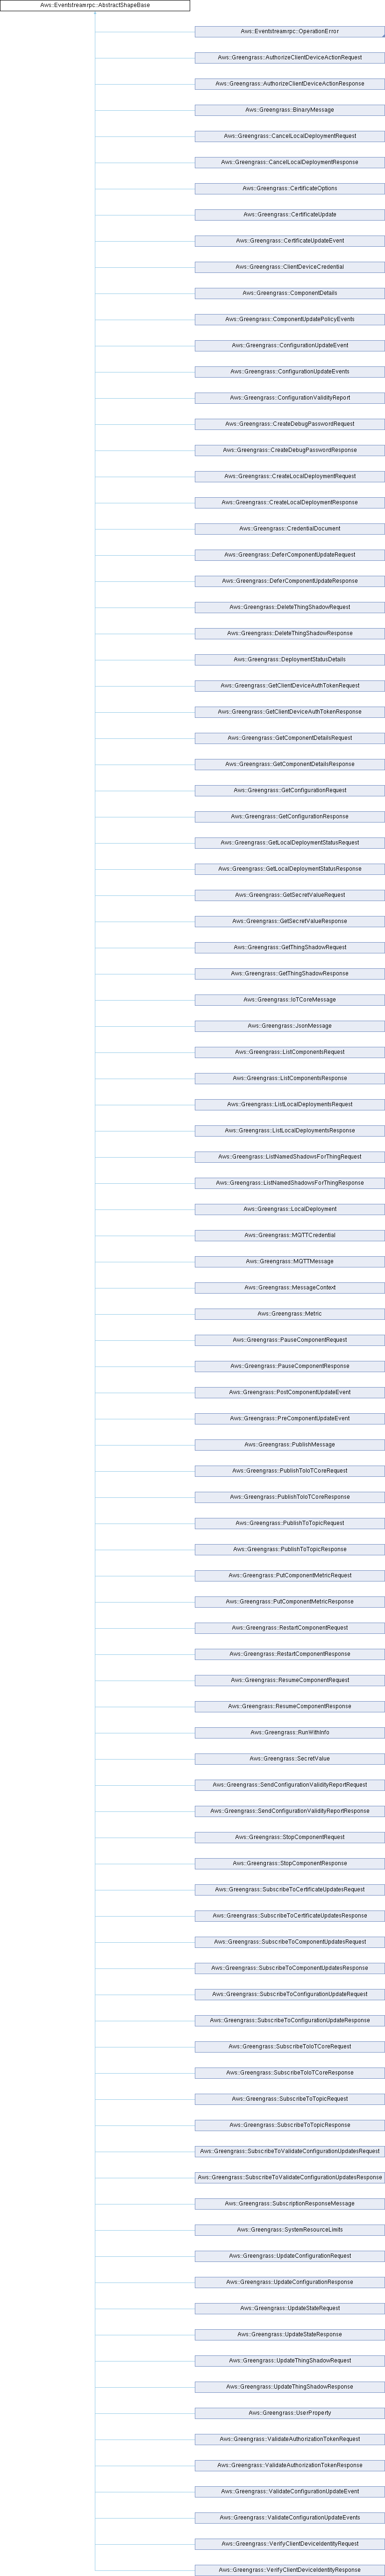 Aws::Eventstreamrpc::AbstractShapeBase
Aws::Eventstreamrpc::OperationError
Aws::Greengrass::AuthorizeClientDeviceActionRequest
Aws::Greengrass::AuthorizeClientDeviceActionResponse
Aws::Greengrass::BinaryMessage
Aws::Greengrass::CancelLocalDeploymentRequest
Aws::Greengrass::CancelLocalDeploymentResponse
Aws::Greengrass::CertificateOptions
Aws::Greengrass::CertificateUpdate
Aws::Greengrass::CertificateUpdateEvent
Aws::Greengrass::ClientDeviceCredential
Aws::Greengrass::ComponentDetails
Aws::Greengrass::ComponentUpdatePolicyEvents
Aws::Greengrass::ConfigurationUpdateEvent
Aws::Greengrass::ConfigurationUpdateEvents
Aws::Greengrass::ConfigurationValidityReport
Aws::Greengrass::CreateDebugPasswordRequest
Aws::Greengrass::CreateDebugPasswordResponse
Aws::Greengrass::CreateLocalDeploymentRequest
Aws::Greengrass::CreateLocalDeploymentResponse
Aws::Greengrass::CredentialDocument
Aws::Greengrass::DeferComponentUpdateRequest
Aws::Greengrass::DeferComponentUpdateResponse
Aws::Greengrass::DeleteThingShadowRequest
Aws::Greengrass::DeleteThingShadowResponse
Aws::Greengrass::DeploymentStatusDetails
Aws::Greengrass::GetClientDeviceAuthTokenRequest
Aws::Greengrass::GetClientDeviceAuthTokenResponse
Aws::Greengrass::GetComponentDetailsRequest
Aws::Greengrass::GetComponentDetailsResponse
Aws::Greengrass::GetConfigurationRequest
Aws::Greengrass::GetConfigurationResponse
Aws::Greengrass::GetLocalDeploymentStatusRequest
Aws::Greengrass::GetLocalDeploymentStatusResponse
Aws::Greengrass::GetSecretValueRequest
Aws::Greengrass::GetSecretValueResponse
Aws::Greengrass::GetThingShadowRequest
Aws::Greengrass::GetThingShadowResponse
Aws::Greengrass::IoTCoreMessage
Aws::Greengrass::JsonMessage
Aws::Greengrass::ListComponentsRequest
Aws::Greengrass::ListComponentsResponse
Aws::Greengrass::ListLocalDeploymentsRequest
Aws::Greengrass::ListLocalDeploymentsResponse
Aws::Greengrass::ListNamedShadowsForThingRequest
Aws::Greengrass::ListNamedShadowsForThingResponse
Aws::Greengrass::LocalDeployment
Aws::Greengrass::MQTTCredential
Aws::Greengrass::MQTTMessage
Aws::Greengrass::MessageContext
Aws::Greengrass::Metric
Aws::Greengrass::PauseComponentRequest
Aws::Greengrass::PauseComponentResponse
Aws::Greengrass::PostComponentUpdateEvent
Aws::Greengrass::PreComponentUpdateEvent
Aws::Greengrass::PublishMessage
Aws::Greengrass::PublishToIoTCoreRequest
Aws::Greengrass::PublishToIoTCoreResponse
Aws::Greengrass::PublishToTopicRequest
Aws::Greengrass::PublishToTopicResponse
Aws::Greengrass::PutComponentMetricRequest
Aws::Greengrass::PutComponentMetricResponse
Aws::Greengrass::RestartComponentRequest
Aws::Greengrass::RestartComponentResponse
Aws::Greengrass::ResumeComponentRequest
Aws::Greengrass::ResumeComponentResponse
Aws::Greengrass::RunWithInfo
Aws::Greengrass::SecretValue
Aws::Greengrass::SendConfigurationValidityReportRequest
Aws::Greengrass::SendConfigurationValidityReportResponse
Aws::Greengrass::StopComponentRequest
Aws::Greengrass::StopComponentResponse
Aws::Greengrass::SubscribeToCertificateUpdatesRequest
Aws::Greengrass::SubscribeToCertificateUpdatesResponse
Aws::Greengrass::SubscribeToComponentUpdatesRequest
Aws::Greengrass::SubscribeToComponentUpdatesResponse
Aws::Greengrass::SubscribeToConfigurationUpdateRequest
Aws::Greengrass::SubscribeToConfigurationUpdateResponse
Aws::Greengrass::SubscribeToIoTCoreRequest
Aws::Greengrass::SubscribeToIoTCoreResponse
Aws::Greengrass::SubscribeToTopicRequest
Aws::Greengrass::SubscribeToTopicResponse
Aws::Greengrass::SubscribeToValidateConfigurationUpdatesRequest
Aws::Greengrass::SubscribeToValidateConfigurationUpdatesResponse
Aws::Greengrass::SubscriptionResponseMessage
Aws::Greengrass::SystemResourceLimits
Aws::Greengrass::UpdateConfigurationRequest
Aws::Greengrass::UpdateConfigurationResponse
Aws::Greengrass::UpdateStateRequest
Aws::Greengrass::UpdateStateResponse
Aws::Greengrass::UpdateThingShadowRequest
Aws::Greengrass::UpdateThingShadowResponse
Aws::Greengrass::UserProperty
Aws::Greengrass::ValidateAuthorizationTokenRequest
Aws::Greengrass::ValidateAuthorizationTokenResponse
Aws::Greengrass::ValidateConfigurationUpdateEvent
Aws::Greengrass::ValidateConfigurationUpdateEvents
Aws::Greengrass::VerifyClientDeviceIdentityRequest
Aws::Greengrass::VerifyClientDeviceIdentityResponse